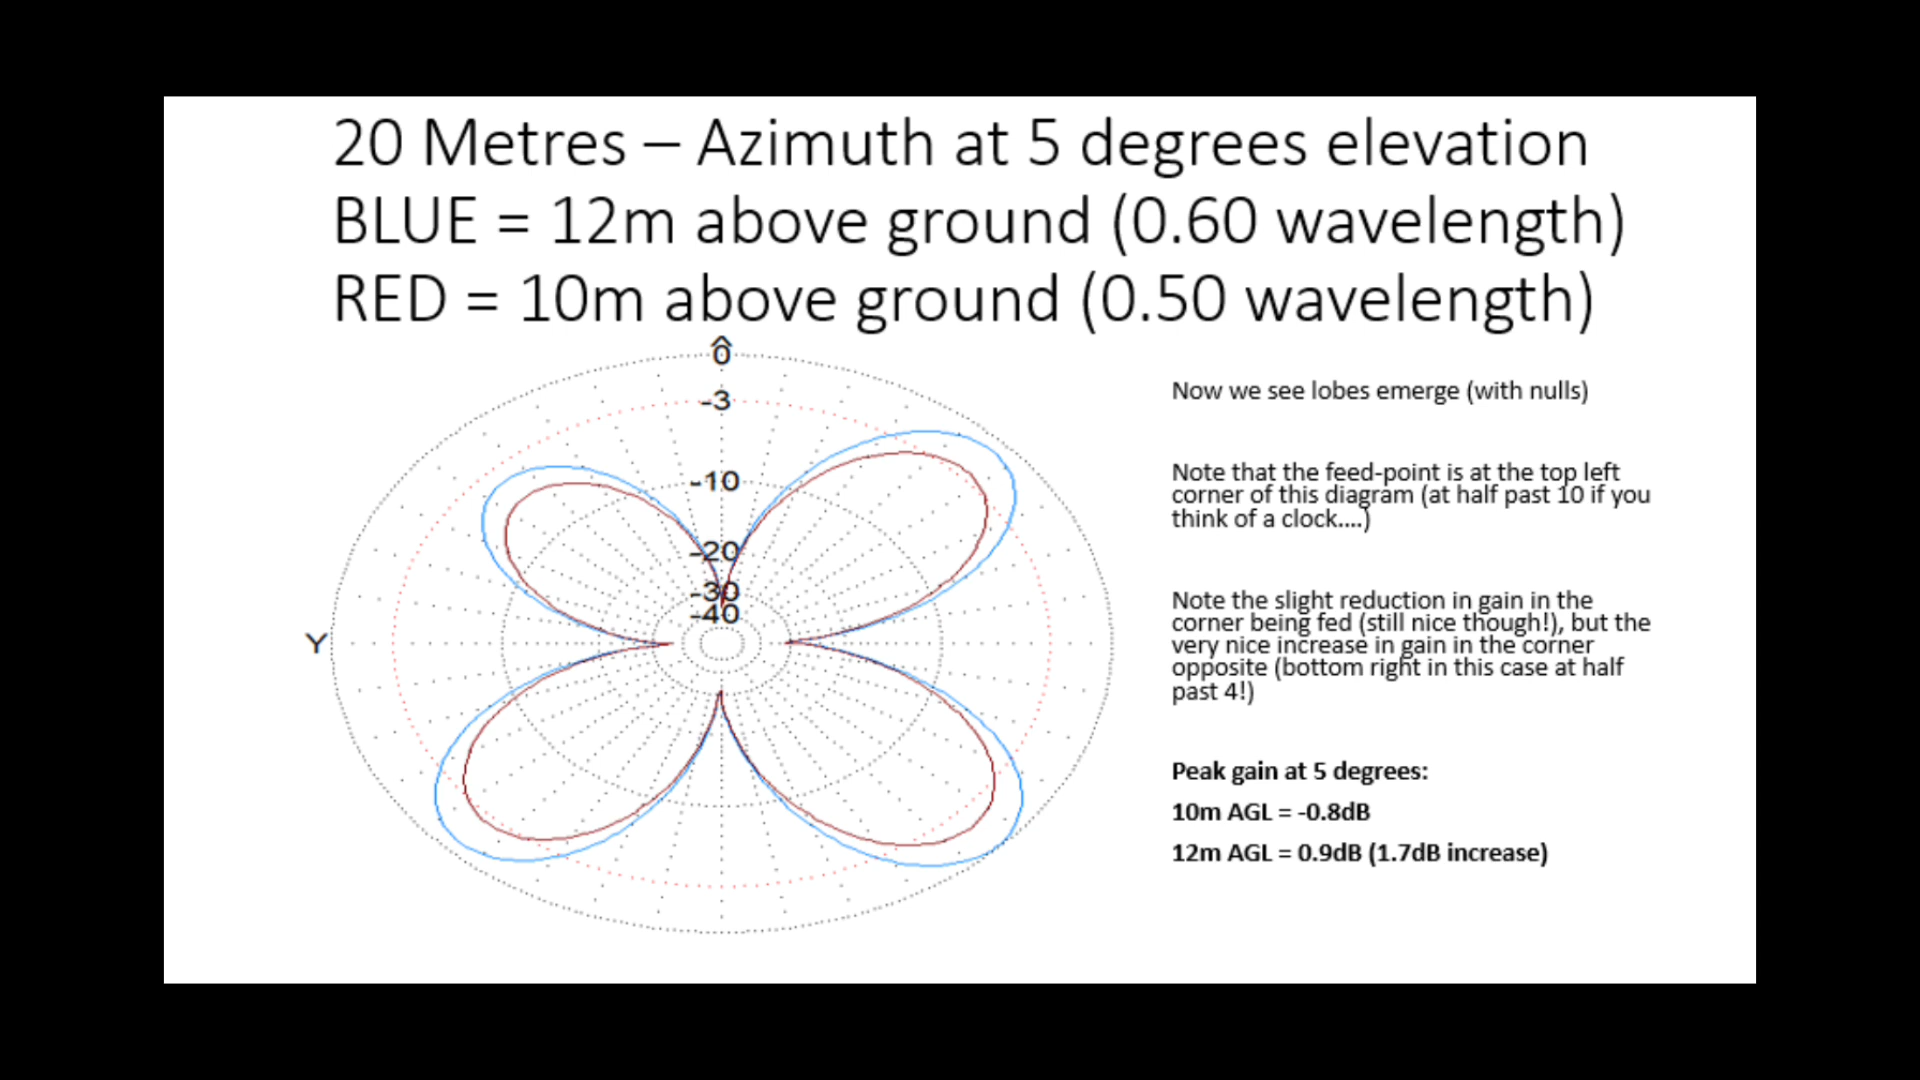 20 Metres – Azimuth at 5 degrees elevation
BLUE = 12m above ground (0.60 wavelength)
RED = 10m above ground (0.50 wavelength)
0
-3
-10
-20
-30
-40
Y
Now we see lobes emerge (with nulls)
Note that the feed-point is at the top left
corner of this diagram (at half past 10 if you
think of a clock....)
Note the slight reduction in gain in the
corner being fed (still nice though!), but the
very nice increase in gain in the corner
opposite (bottom right in this case at half
past 4!)
Peak gain at 5 degrees:
10m AGL = -0.8dB
12m AGL = 0.9dB (1.7dB increase)